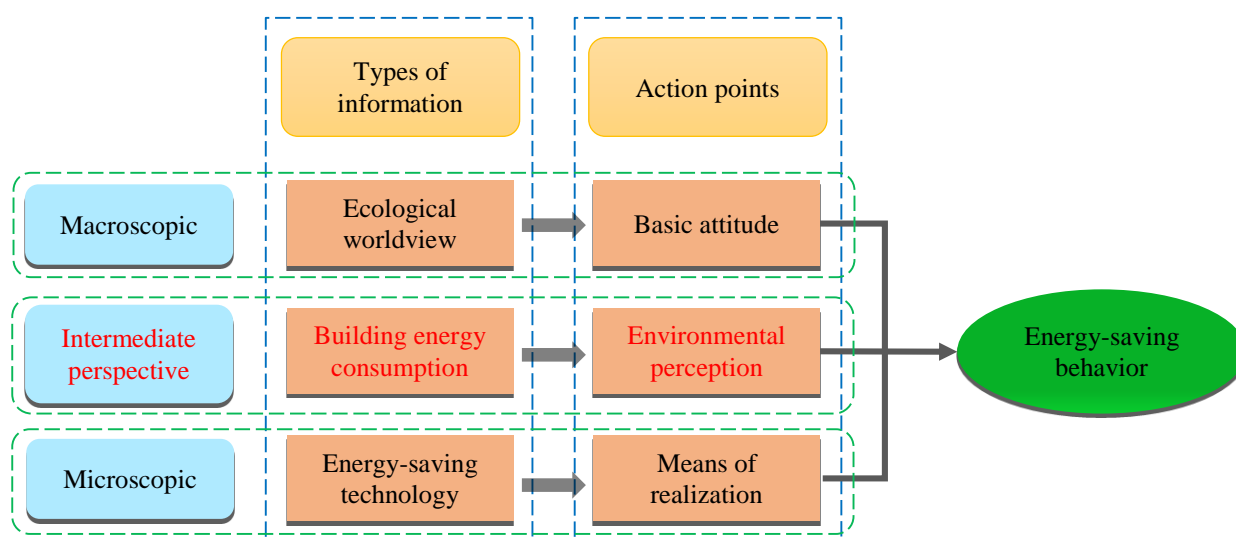 Types of
information
Action points
Macroscopic
Ecological
worldview
Basic attitude
Intermediate
perspective
Building energy
consumption
Environmental
perception
Energy-saving
behavior
Microscopic
Energy-saving
technology
Means of
realization